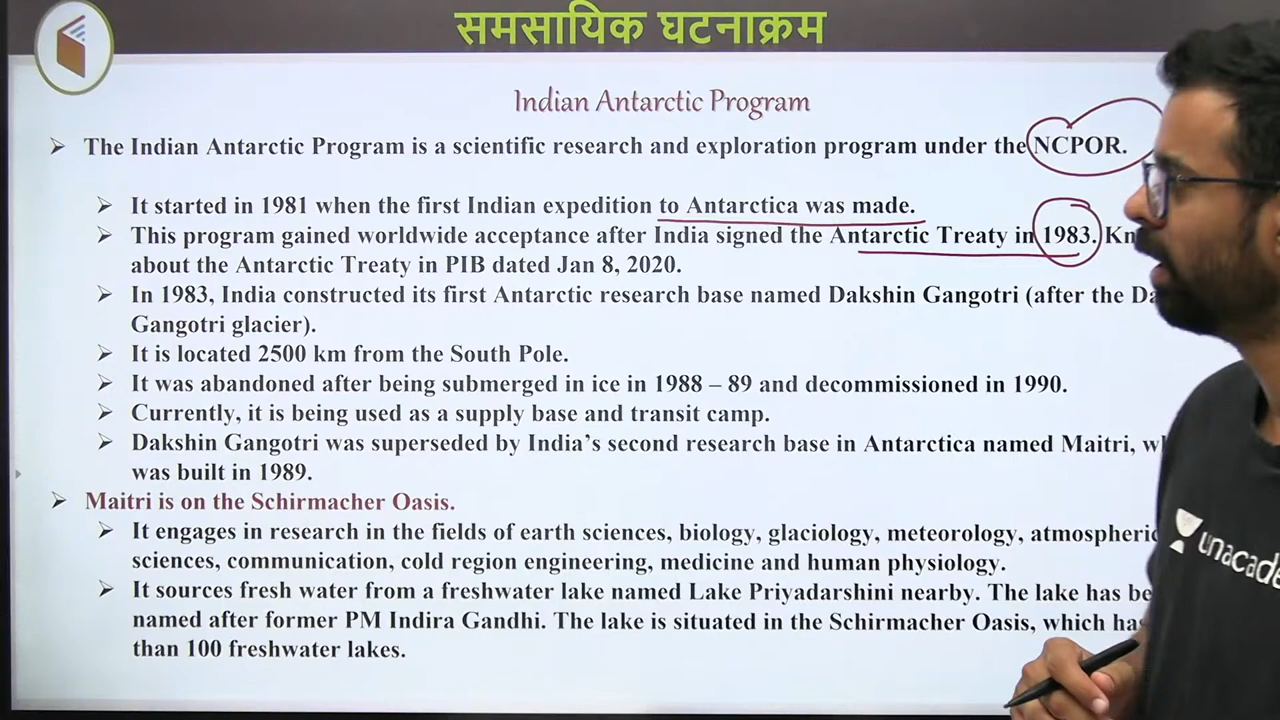 समसायिक घटनाक्रम
Indian Antarctic Program
The Indian Antarctic Program is a scientific research and exploration program under the NCPOR.
It started in 1981 when the first Indian expedition to Antarctica was made.
This program gained worldwide acceptance after India signed the Antarctic Treaty in 1983.
about the Antarctic Treaty in PIB dated Jan 8, 2020.
In 1983, India constructed its first Antarctic research base named Dakshin Gangotri (after the
Gangotri glacier).
It is located 2500 km from the South Pole.
It was abandoned after being submerged in ice in 1988 – 89 and decommissioned in 1990.
Currently, it is being used as a supply base and transit camp.
Dakshin Gangotri was superseded by India's second research base in Antarctica named Maitri,
was built in 1989.
Maitri is on the Schirmacher Oasis.
It engages in research in the fields of earth sciences, biology, glaciology, meteorology, atmospheric
sciences, communication, cold region engineering, medicine and human physiology.
It sources fresh water from a freshwater lake named Lake Priyadarshini nearby. The lake has
named after former PM Indira Gandhi. The lake is situated in the Schirmacher Oasis, which has
than 100 freshwater lakes.